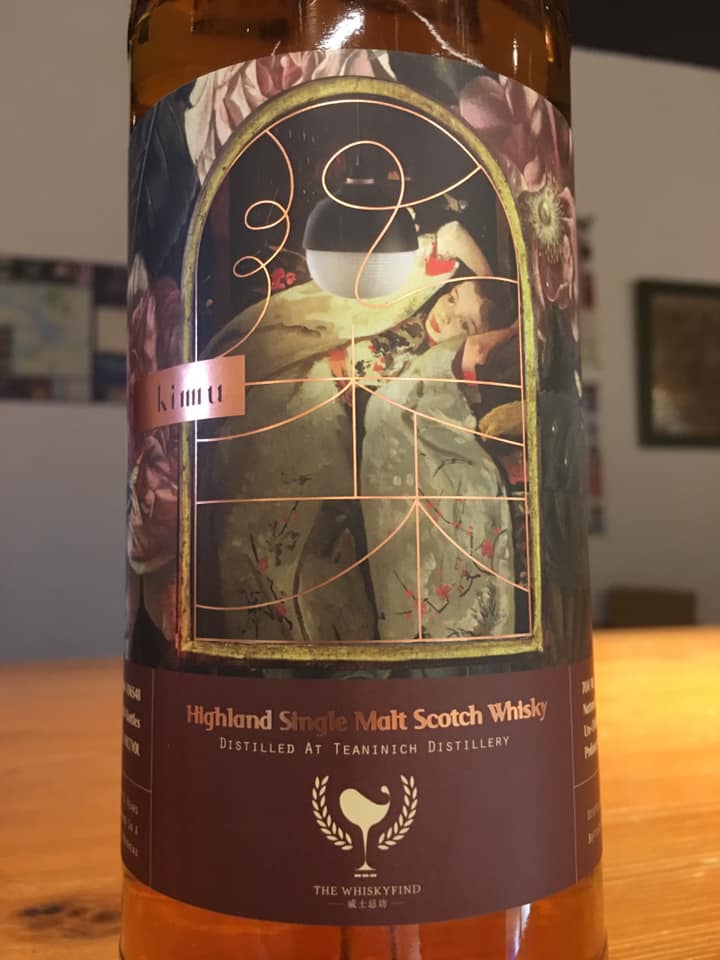 kimu
Highland Single Malt Scotch Whisky
DISTILLED AT TEANINICH DISTILLERY
THE WHISKYFIND
威士忌坊